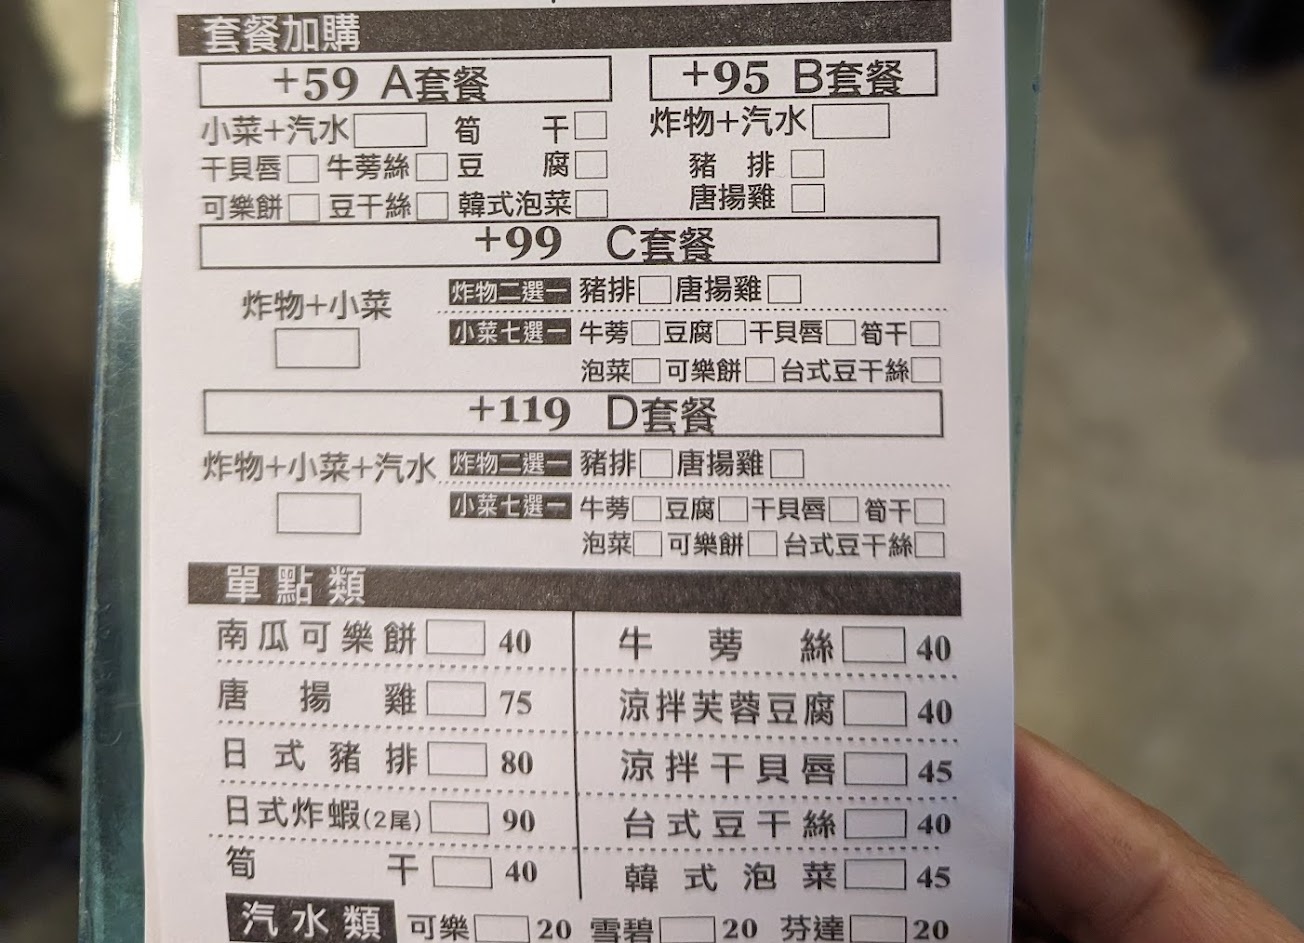 套餐加購
+59 A套餐
+95 B套餐
小菜+汽水 筍干
干貝唇 牛蒡絲 豆腐
可樂餅 豆干絲 韓式泡菜
炸物+汽水
豬排
唐揚雞
+99 C套餐
炸物+小菜
炸物二選一 豬排 唐揚雞
小菜七選一 牛蒡 豆腐 干貝唇 筍干
泡菜 可樂餅 台式豆干絲
+119 D套餐
炸物+小菜+汽水
炸物二選一 豬排 唐揚雞
小菜七選一 牛蒡 豆腐 干貝唇 筍干
泡菜 可樂餅 台式豆干絲
單點類
南瓜可樂餅 40
唐揚雞 75
日式豬排 80
日式炸蝦(2尾) 90
筍干 40
牛蒡絲 40
涼拌芙蓉豆腐 40
涼拌干貝唇 45
台式豆干絲 40
韓式泡菜 45
汽水類 可樂 20 雪碧 20 芬達 20